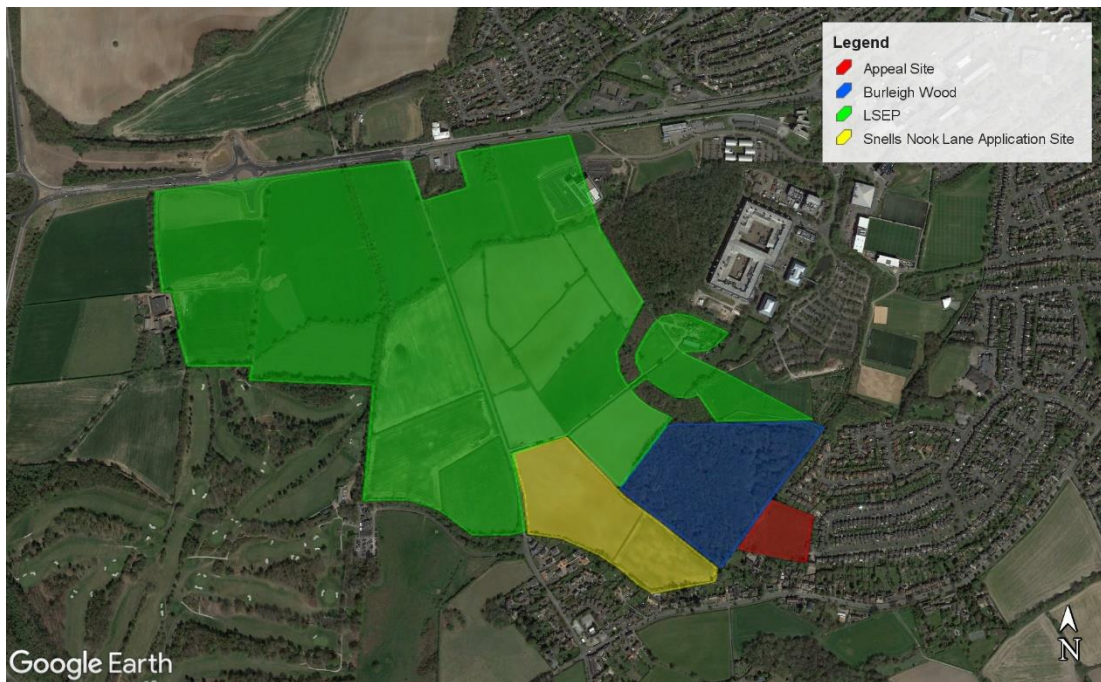 Legend
Appeal Site
Burleigh Wood
LSEP
Snells Nook Lane Application Site
Google Earth
N